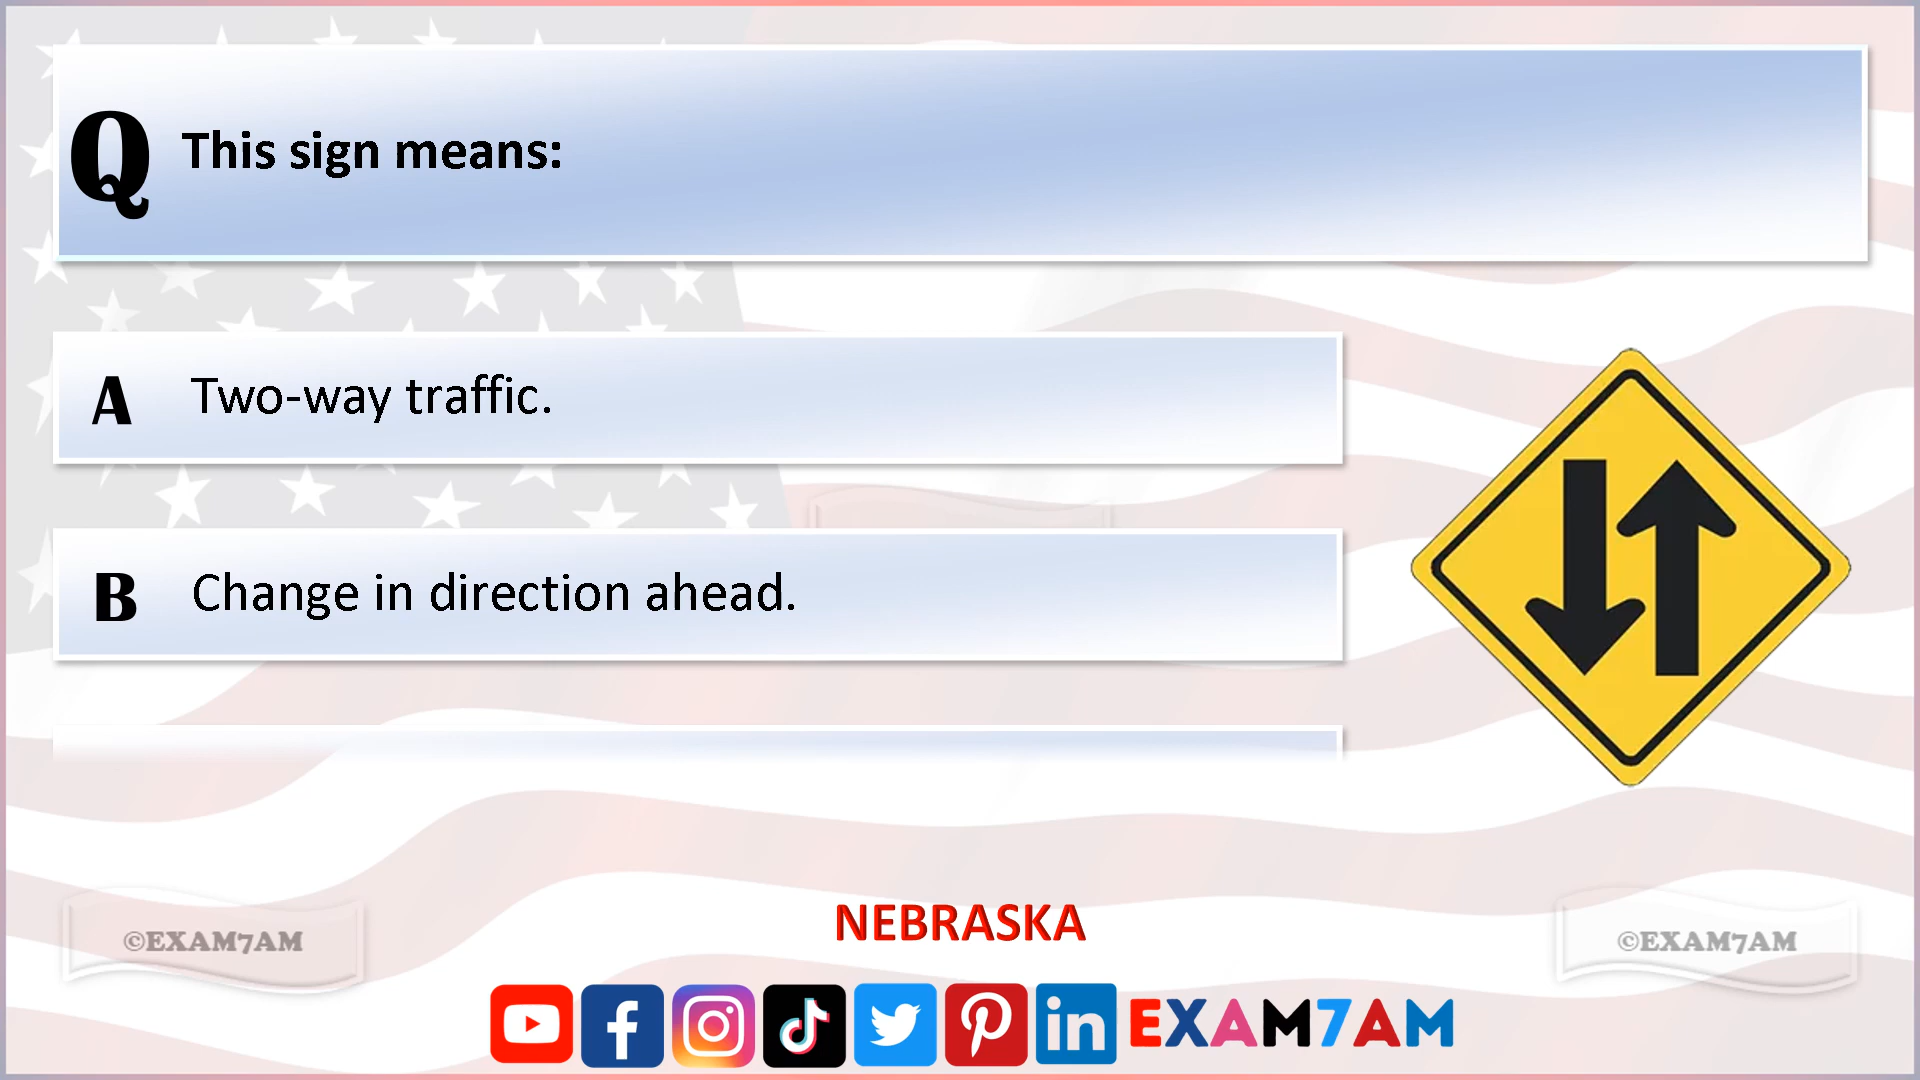 Q This sign means:
A Two-way traffic.
B Change in direction ahead.
NEBRASKA
©EXAM7AM
©EXAM7AM
EXAM7AM